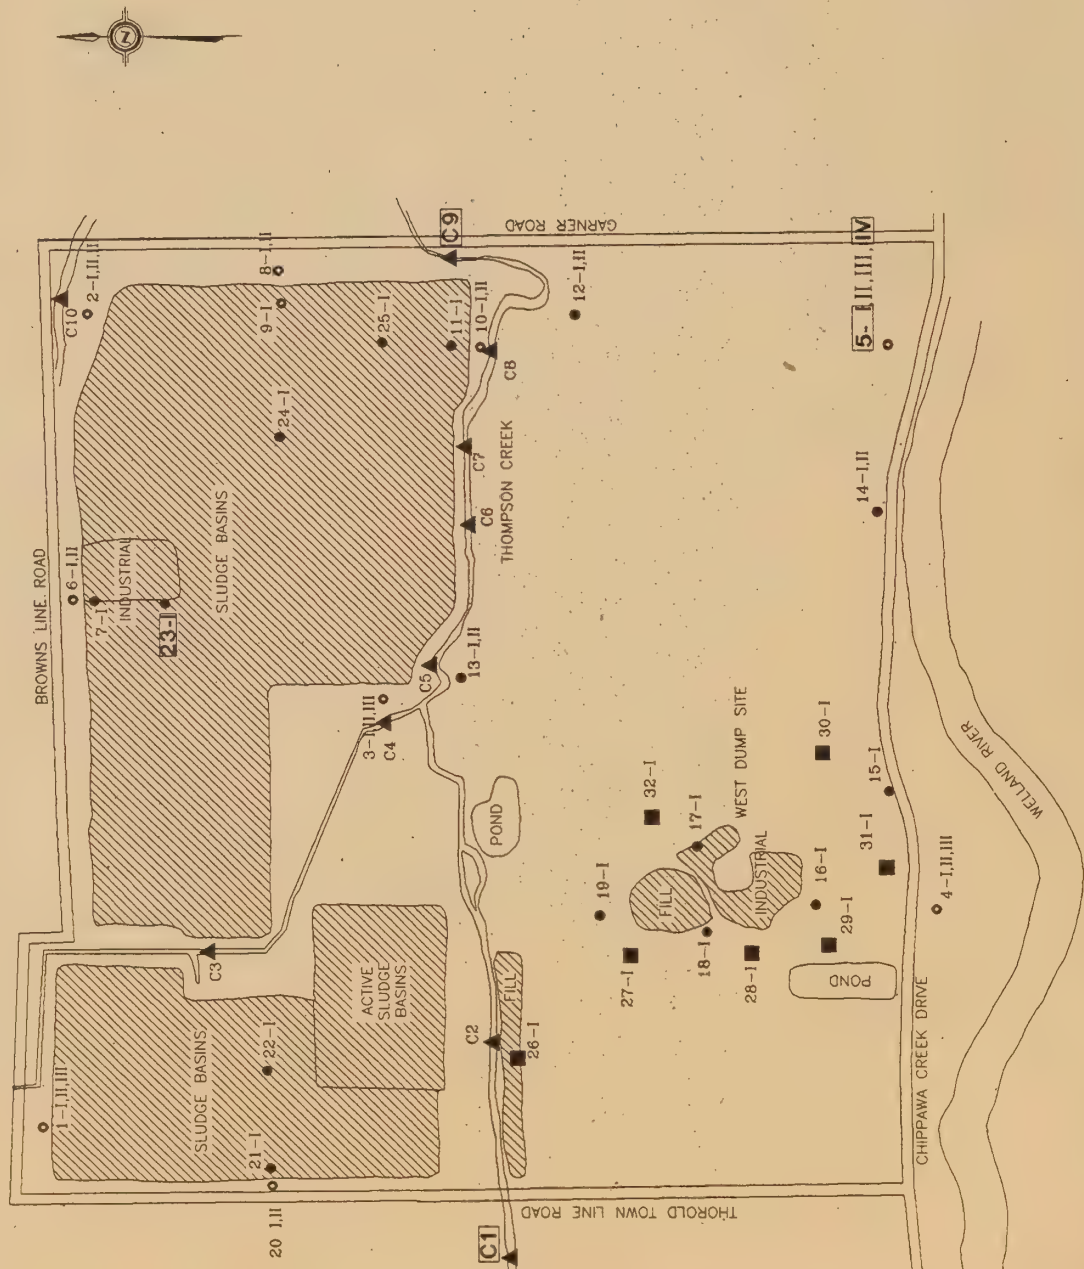 N
BROWNS LINE ROAD
C10
2-I,II,II
GARNER ROAD
8-I,II
9-I
25-I
C9
11-I
10-I,II
12-I,II
C8
24-I
C7
C6
THOMPSON CREEK
SLUDGE BASINS
6-I,II
7-I
INDUSTRIAL
23-I
C5
13-I,II
3-I,II,III
C4
5- I,II,III,IV
14-I,II
WELLAND RIVER
30-I
15-I
WEST DUMP SITE
32-I
17-I
31-I
POND
19-I
FILL
INDUSTRIAL
16-I
4-I,II,III
29-I
18-I
28-I
27-I
POND
C3
ACTIVE
SLUDGE
BASINS
FILL
C2
26-I
CHIPPAWA CREEK DRIVE
1-I,II,III
22-I
SLUDGE BASINS
21-I
20 I,II
THOROLD TOWN LINE ROAD
C1